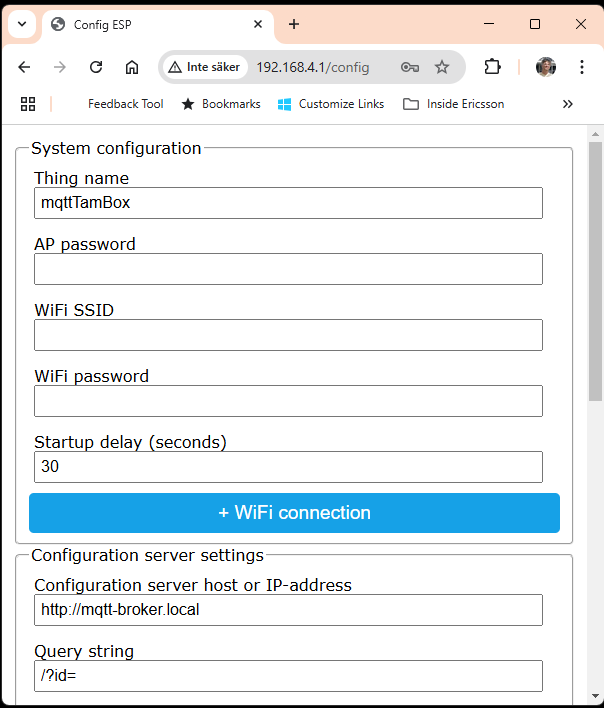 Config ESP
Inte säker 192.168.4.1/config
Feedback Tool Bookmarks Customize Links Inside Ericsson
System configuration
Thing name
mqttTamBox
AP password
WiFi SSID
WiFi password
Startup delay (seconds)
30
+ WiFi connection
Configuration server settings
Configuration server host or IP-address
http://mqtt-broker.local
Query string
/?id=